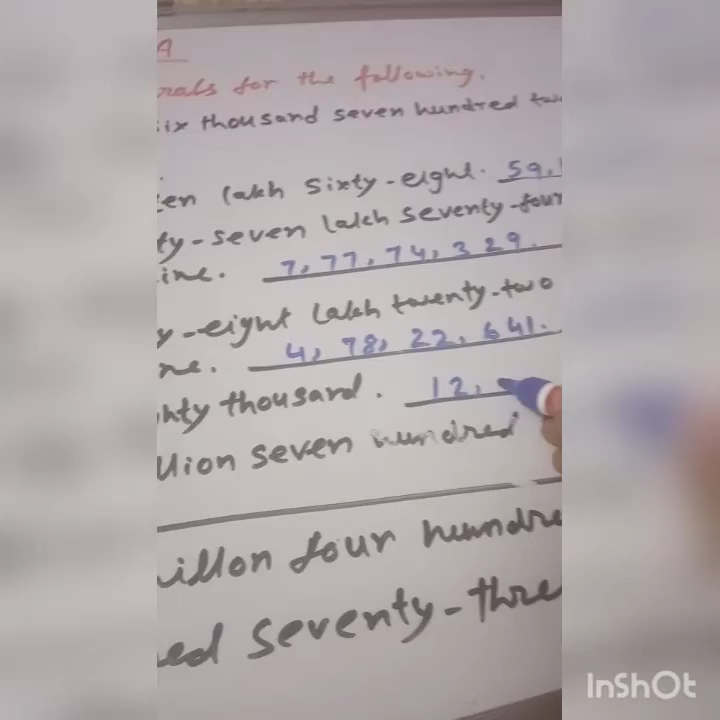 A
rals for the following.
ix thousand seven hundred
en lakh sixty-eight. 59,
ty-seven lakh seventy-four
ine. 7,77,74,329.
y-eight lakh twenty-two
ne. 4,78,22,641.
hty thousand. 12,
llion seven hundred
illon four hundre
ed seventy-thre
InShOt